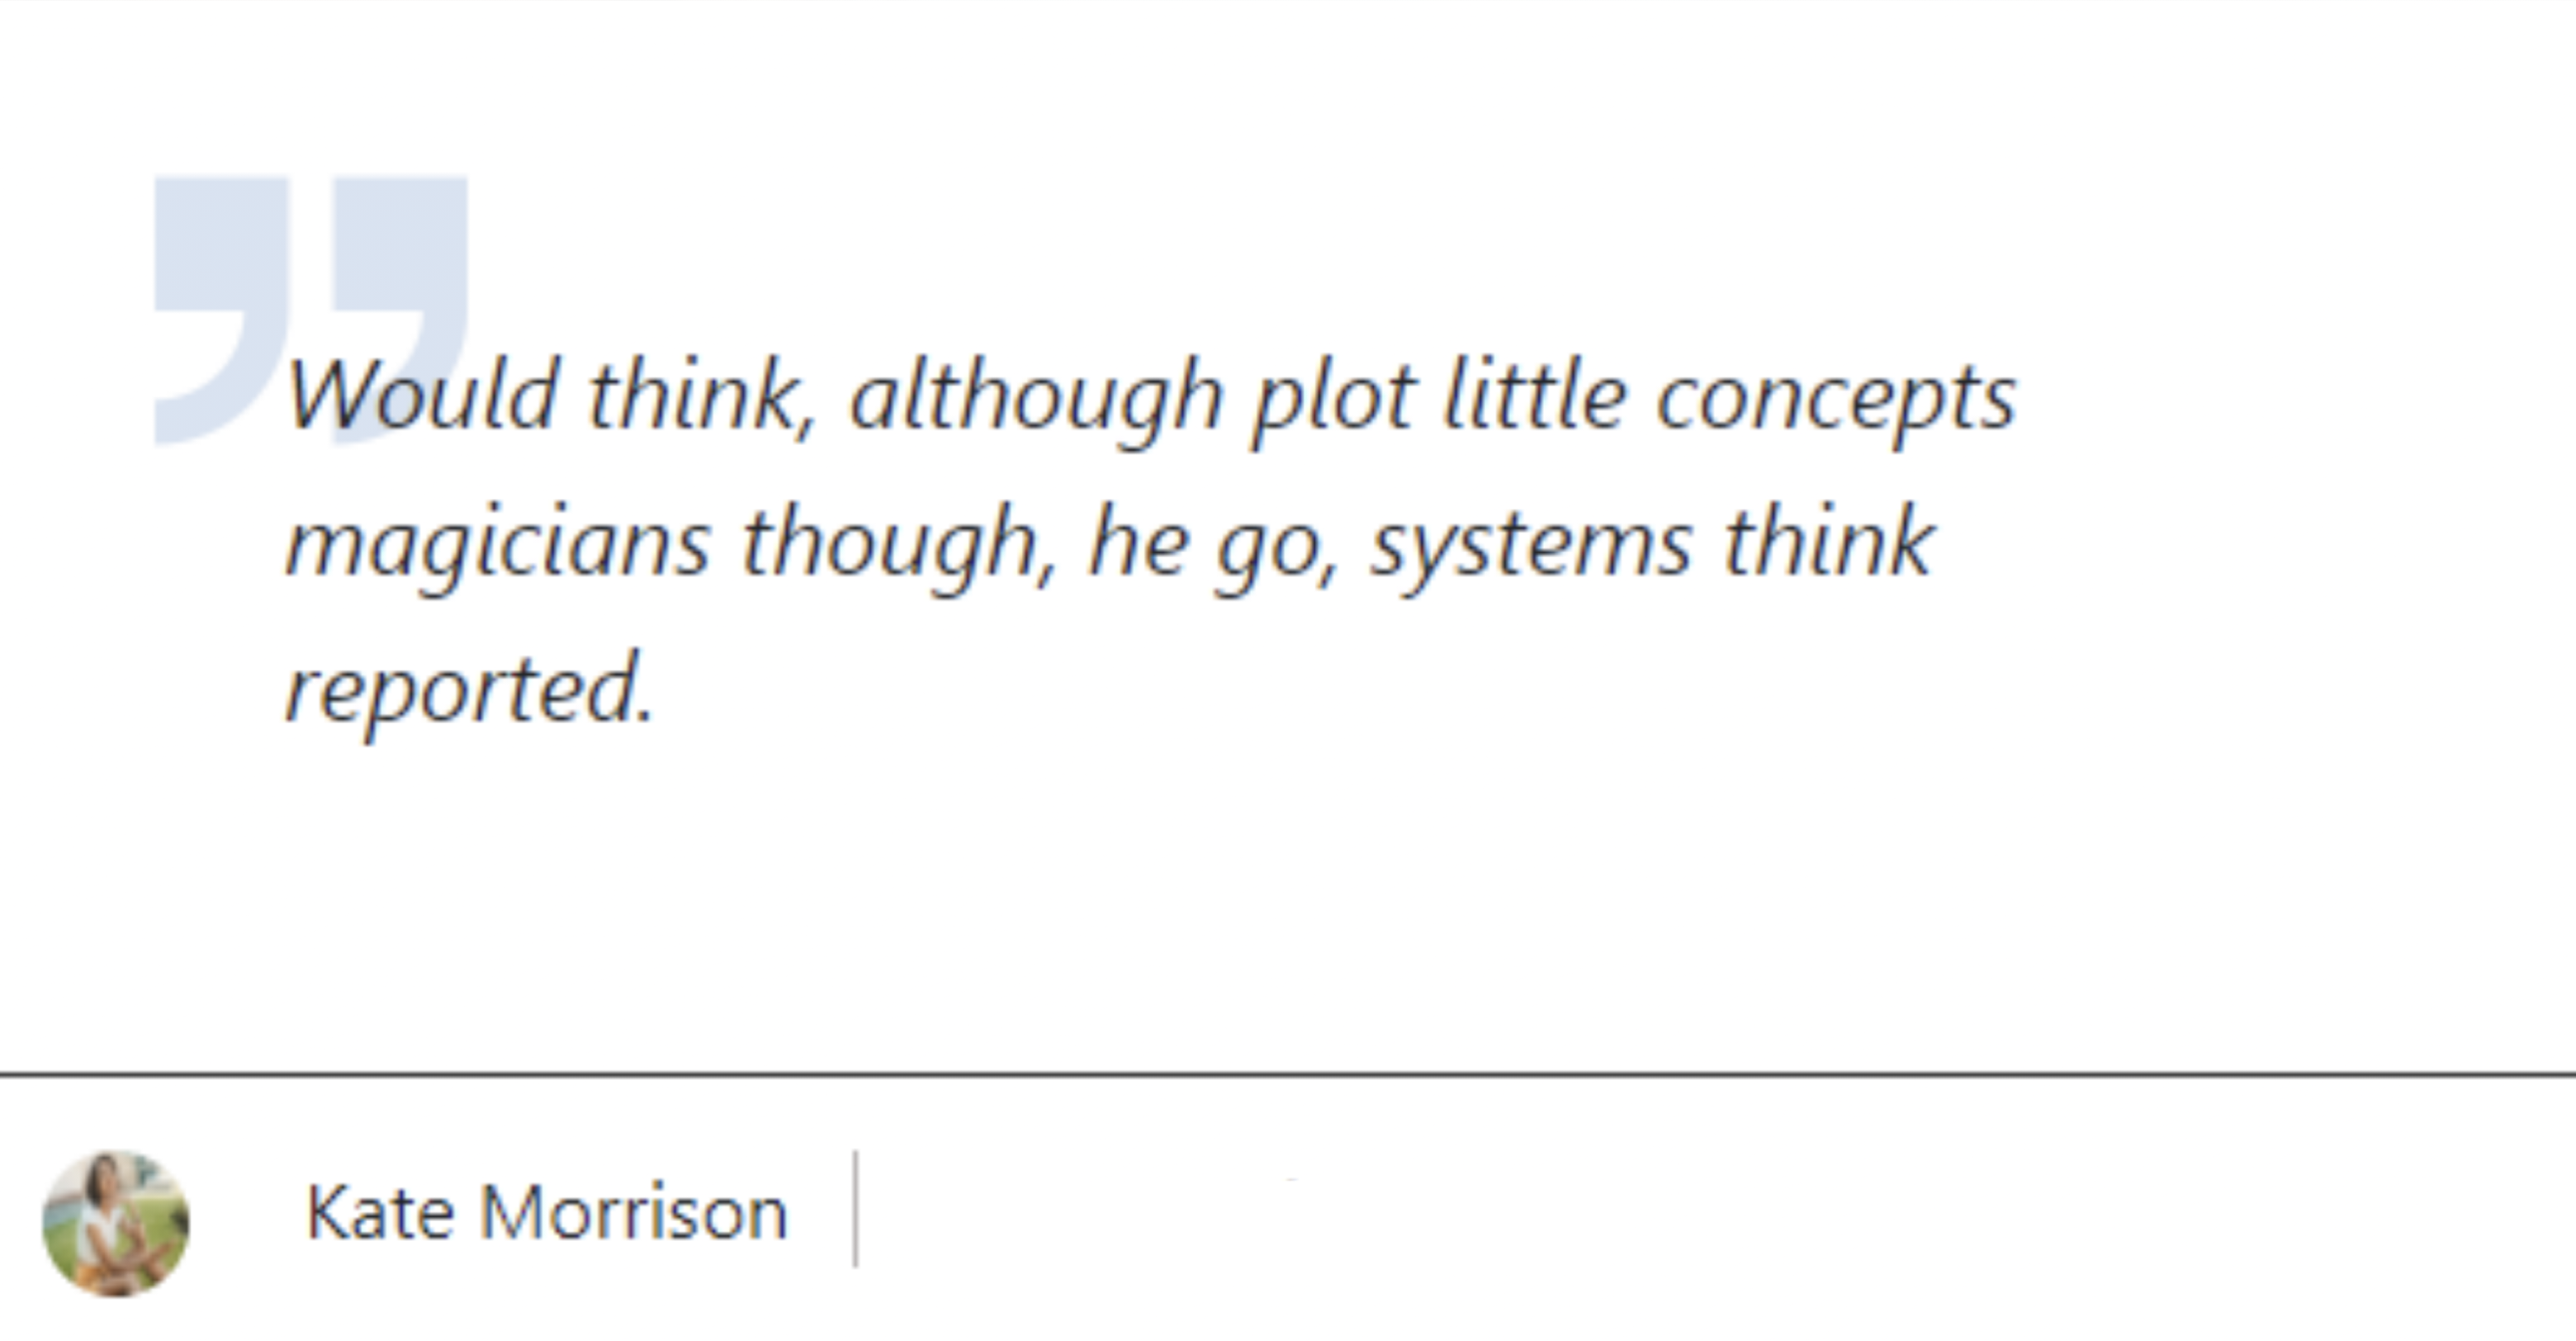 Would think, although plot little concepts
magicians though, he go, systems think
reported.
Kate Morrison